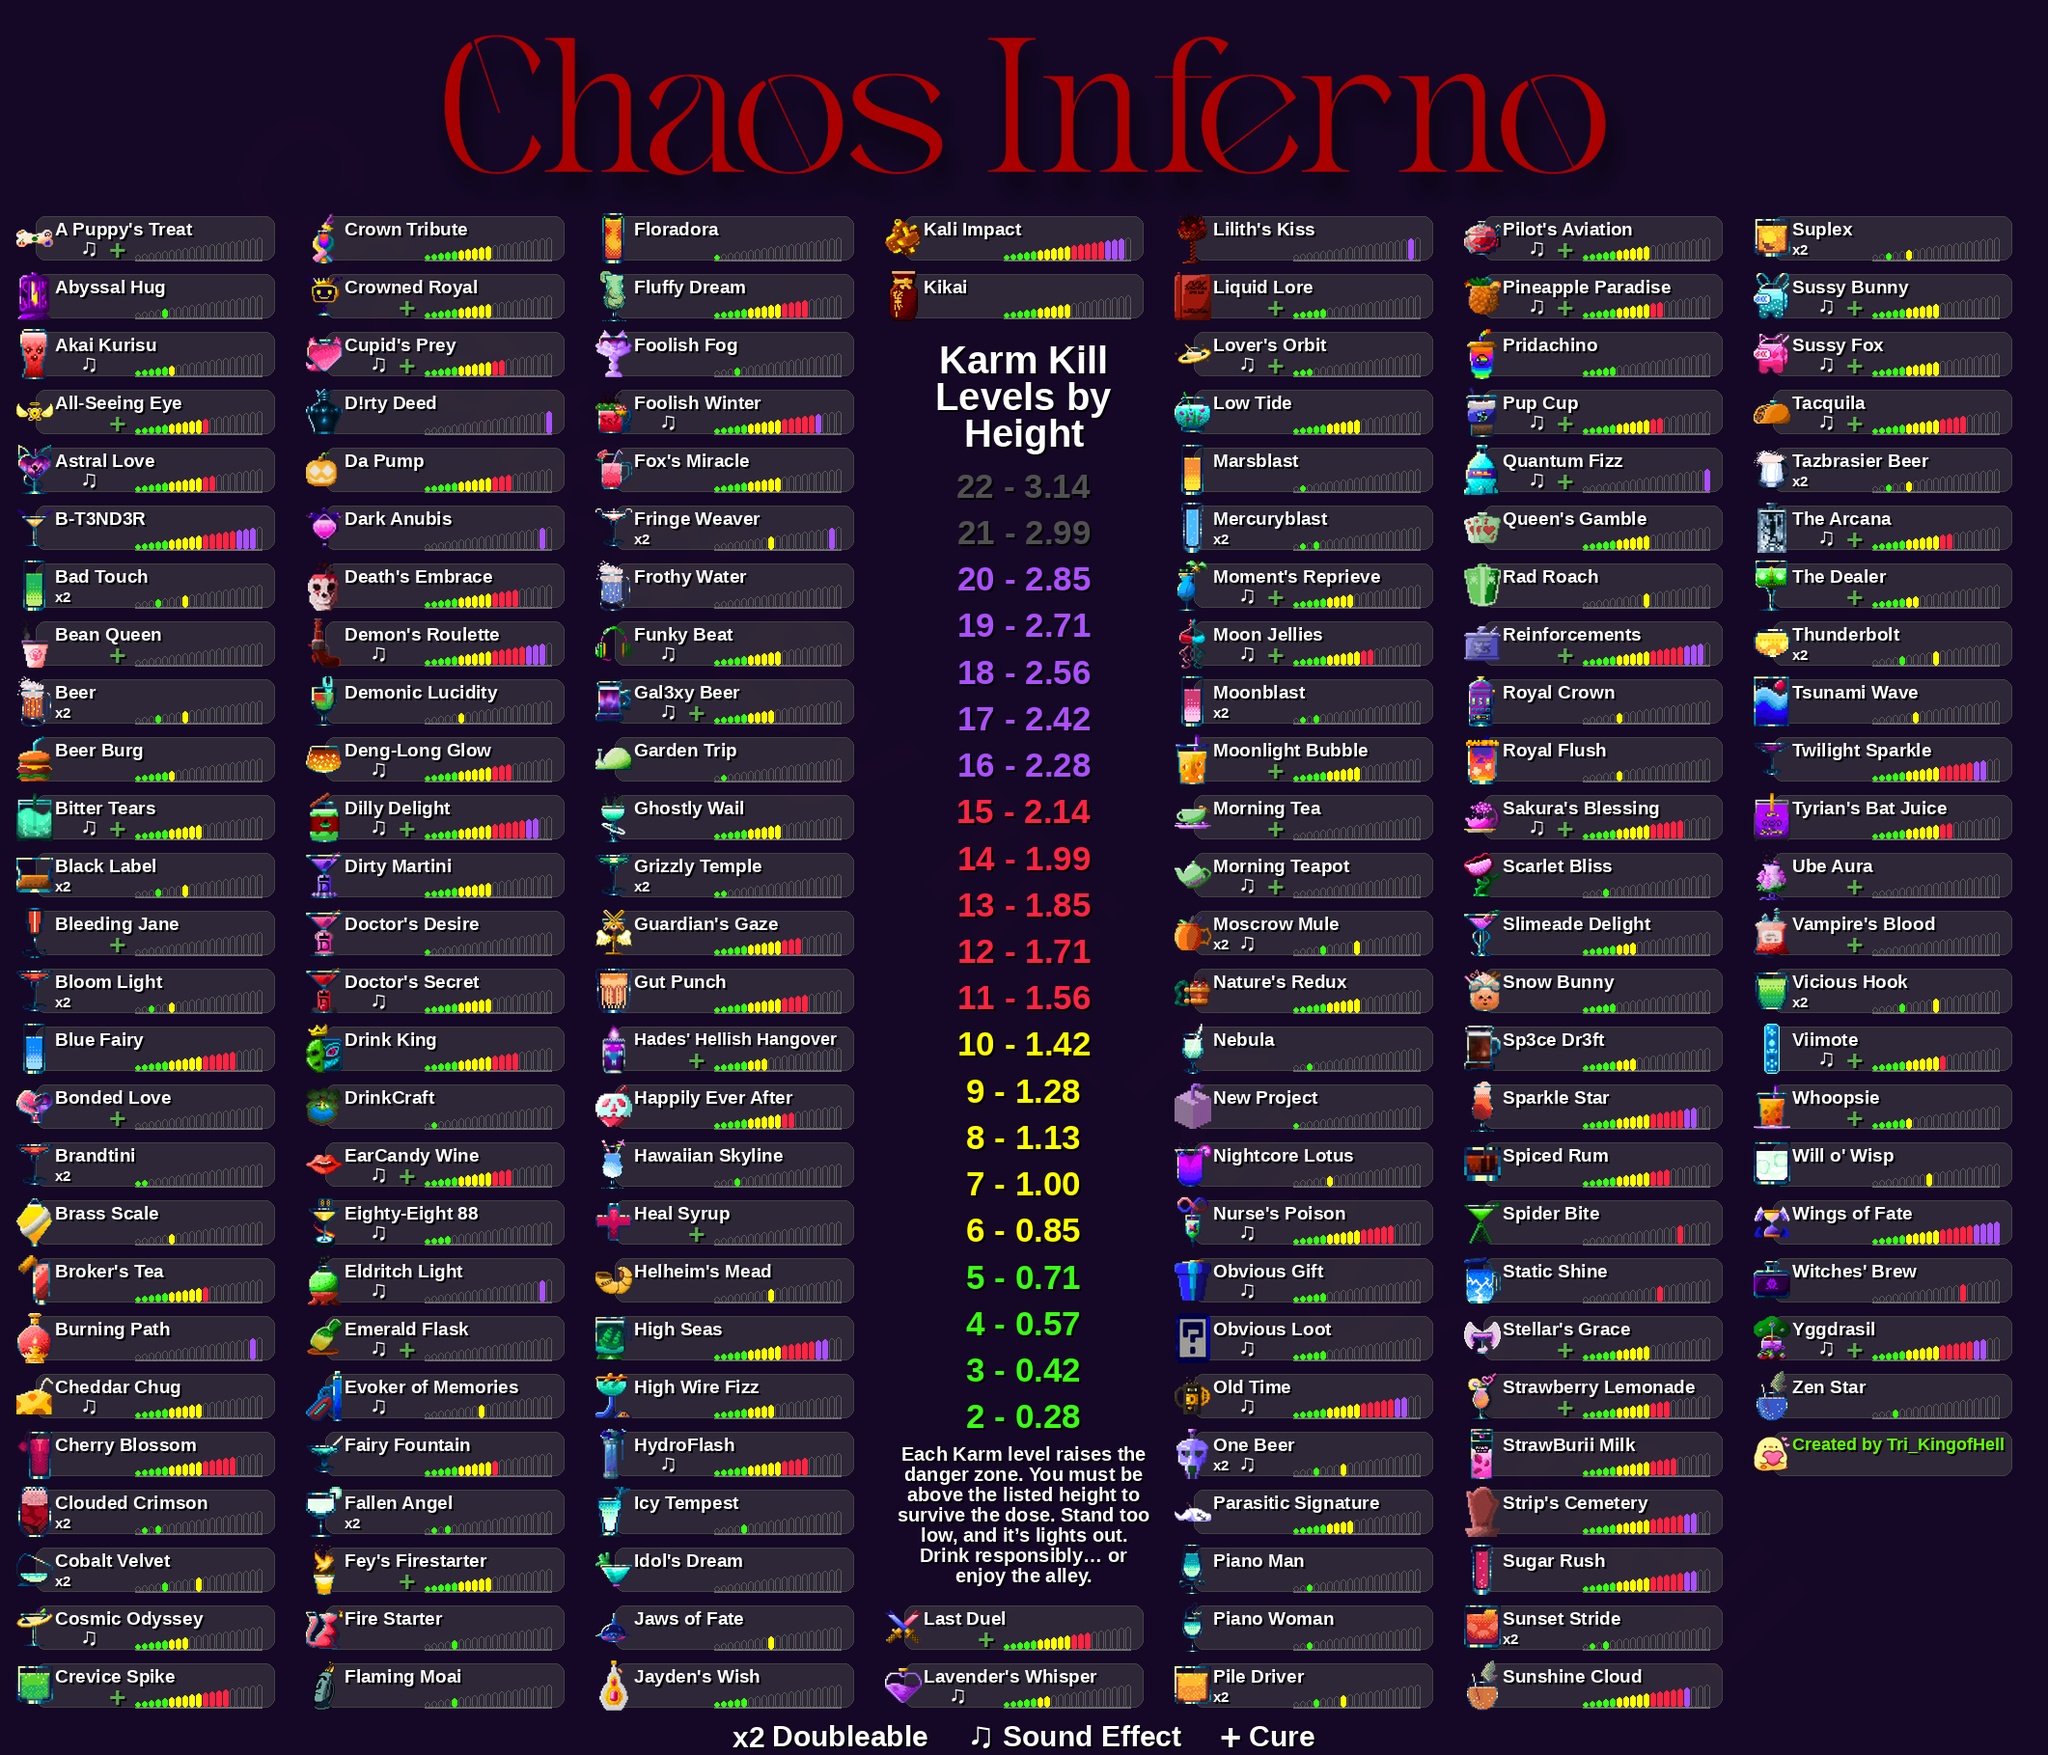 Chaos Inferno
A Puppy's Treat
♫ +
Abyssal Hug
Akai Kurisu
♫
All-Seeing Eye
+
Astral Love
♫
B-T3ND3R
Bad Touch
x2
Bean Queen
+
Beer
x2
Beer Burg
Bitter Tears
♫ +
Black Label
x2
Bleeding Jane
+
Bloom Light
x2
Blue Fairy
Bonded Love
+
Brandtini
x2
Brass Scale
Broker's Tea
Burning Path
Cheddar Chug
♫
Cherry Blossom
Clouded Crimson
x2
Cobalt Velvet
x2
Cosmic Odyssey
♫
Crevice Spike
+
Crown Tribute
Crowned Royal
+
Cupid's Prey
♫ +
D!rty Deed
Da Pump
Dark Anubis
Death's Embrace
Demon's Roulette
♫
Demonic Lucidity
Deng-Long Glow
♫
Dilly Delight
♫ +
Dirty Martini
Doctor's Desire
Doctor's Secret
♫
Drink King
DrinkCraft
EarCandy Wine
♫ +
Eighty-Eight 88
♫
Eldritch Light
♫
Emerald Flask
♫ +
Evoker of Memories
♫
Fairy Fountain
Fallen Angel
x2
Fey's Firestarter
+
Fire Starter
Flaming Moai
Floradora
Fluffy Dream
Foolish Fog
Foolish Winter
♫
Fox's Miracle
Fringe Weaver
x2
Frothy Water
Funky Beat
♫
Gal3xy Beer
♫ +
Garden Trip
Ghostly Wail
Grizzly Temple
x2
Guardian's Gaze
Gut Punch
Hades' Hellish Hangover
+
Happily Ever After
Hawaiian Skyline
Heal Syrup
+
Helheim's Mead
High Seas
High Wire Fizz
HydroFlash
♫
Icy Tempest
Idol's Dream
Jaws of Fate
Jayden's Wish
Kali Impact
Kikai
Karm Kill
Levels by
Height
22 - 3.14
21 - 2.99
20 - 2.85
19 - 2.71
18 - 2.56
17 - 2.42
16 - 2.28
15 - 2.14
14 - 1.99
13 - 1.85
12 - 1.71
11 - 1.56
10 - 1.42
9 - 1.28
8 - 1.13
7 - 1.00
6 - 0.85
5 - 0.71
4 - 0.57
3 - 0.42
2 - 0.28
Each Karm level raises the
danger zone. You must be
above the listed height to
survive the dose. Stand too
low, and it's lights out.
Drink responsibly… or
enjoy the alley.
Last Duel
+
Lavender's Whisper
♫
Lilith's Kiss
Liquid Lore
+
Lover's Orbit
♫ +
Low Tide
Marsblast
Mercuryblast
x2
Moment's Reprieve
♫ +
Moon Jellies
♫ +
Moonblast
x2
Moonlight Bubble
+
Morning Tea
+
Morning Teapot
♫ +
Moscrow Mule
x2 ♫
Nature's Redux
Nebula
New Project
Nightcore Lotus
Nurse's Poison
♫
Obvious Gift
♫
Obvious Loot
♫
Old Time
♫
One Beer
x2 ♫
Parasitic Signature
Piano Man
Piano Woman
Pile Driver
x2
Pilot's Aviation
♫ +
Pineapple Paradise
♫ +
Pridachino
Pup Cup
♫ +
Quantum Fizz
♫ +
Queen's Gamble
Rad Roach
Reinforcements
+
Royal Crown
Royal Flush
Sakura's Blessing
♫ +
Scarlet Bliss
Slimeade Delight
Snow Bunny
Sp3ce Dr3ft
Sparkle Star
Spiced Rum
Spider Bite
Static Shine
Stellar's Grace
+
Strawberry Lemonade
+
StrawBurii Milk
Strip's Cemetery
Sugar Rush
Sunset Stride
x2
Sunshine Cloud
Suplex
x2
Sussy Bunny
♫ +
Sussy Fox
♫ +
Tacquila
♫ +
Tazbrasier Beer
x2
The Arcana
♫ +
The Dealer
+
Thunderbolt
x2
Tsunami Wave
Twilight Sparkle
Tyrian's Bat Juice
Ube Aura
+
Vampire's Blood
+
Vicious Hook
x2
Viimote
♫ +
Whoopsie
+
Will o' Wisp
Wings of Fate
Witches' Brew
Yggdrasil
♫ +
Zen Star
Created by Tri_KingofHell
x2 Doubleable ♫ Sound Effect + Cure